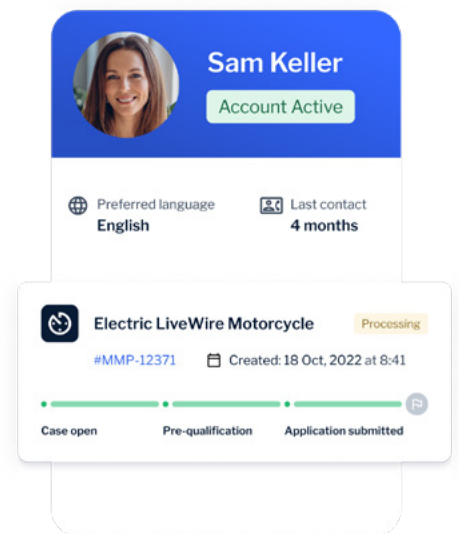 Sam Keller
Account Active
Preferred language
English
Last contact
4 months
Electric LiveWire Motorcycle
Processing
#MMP-12371
Created: 18 Oct, 2022 at 8:41
Case open
Pre-qualification
Application submitted